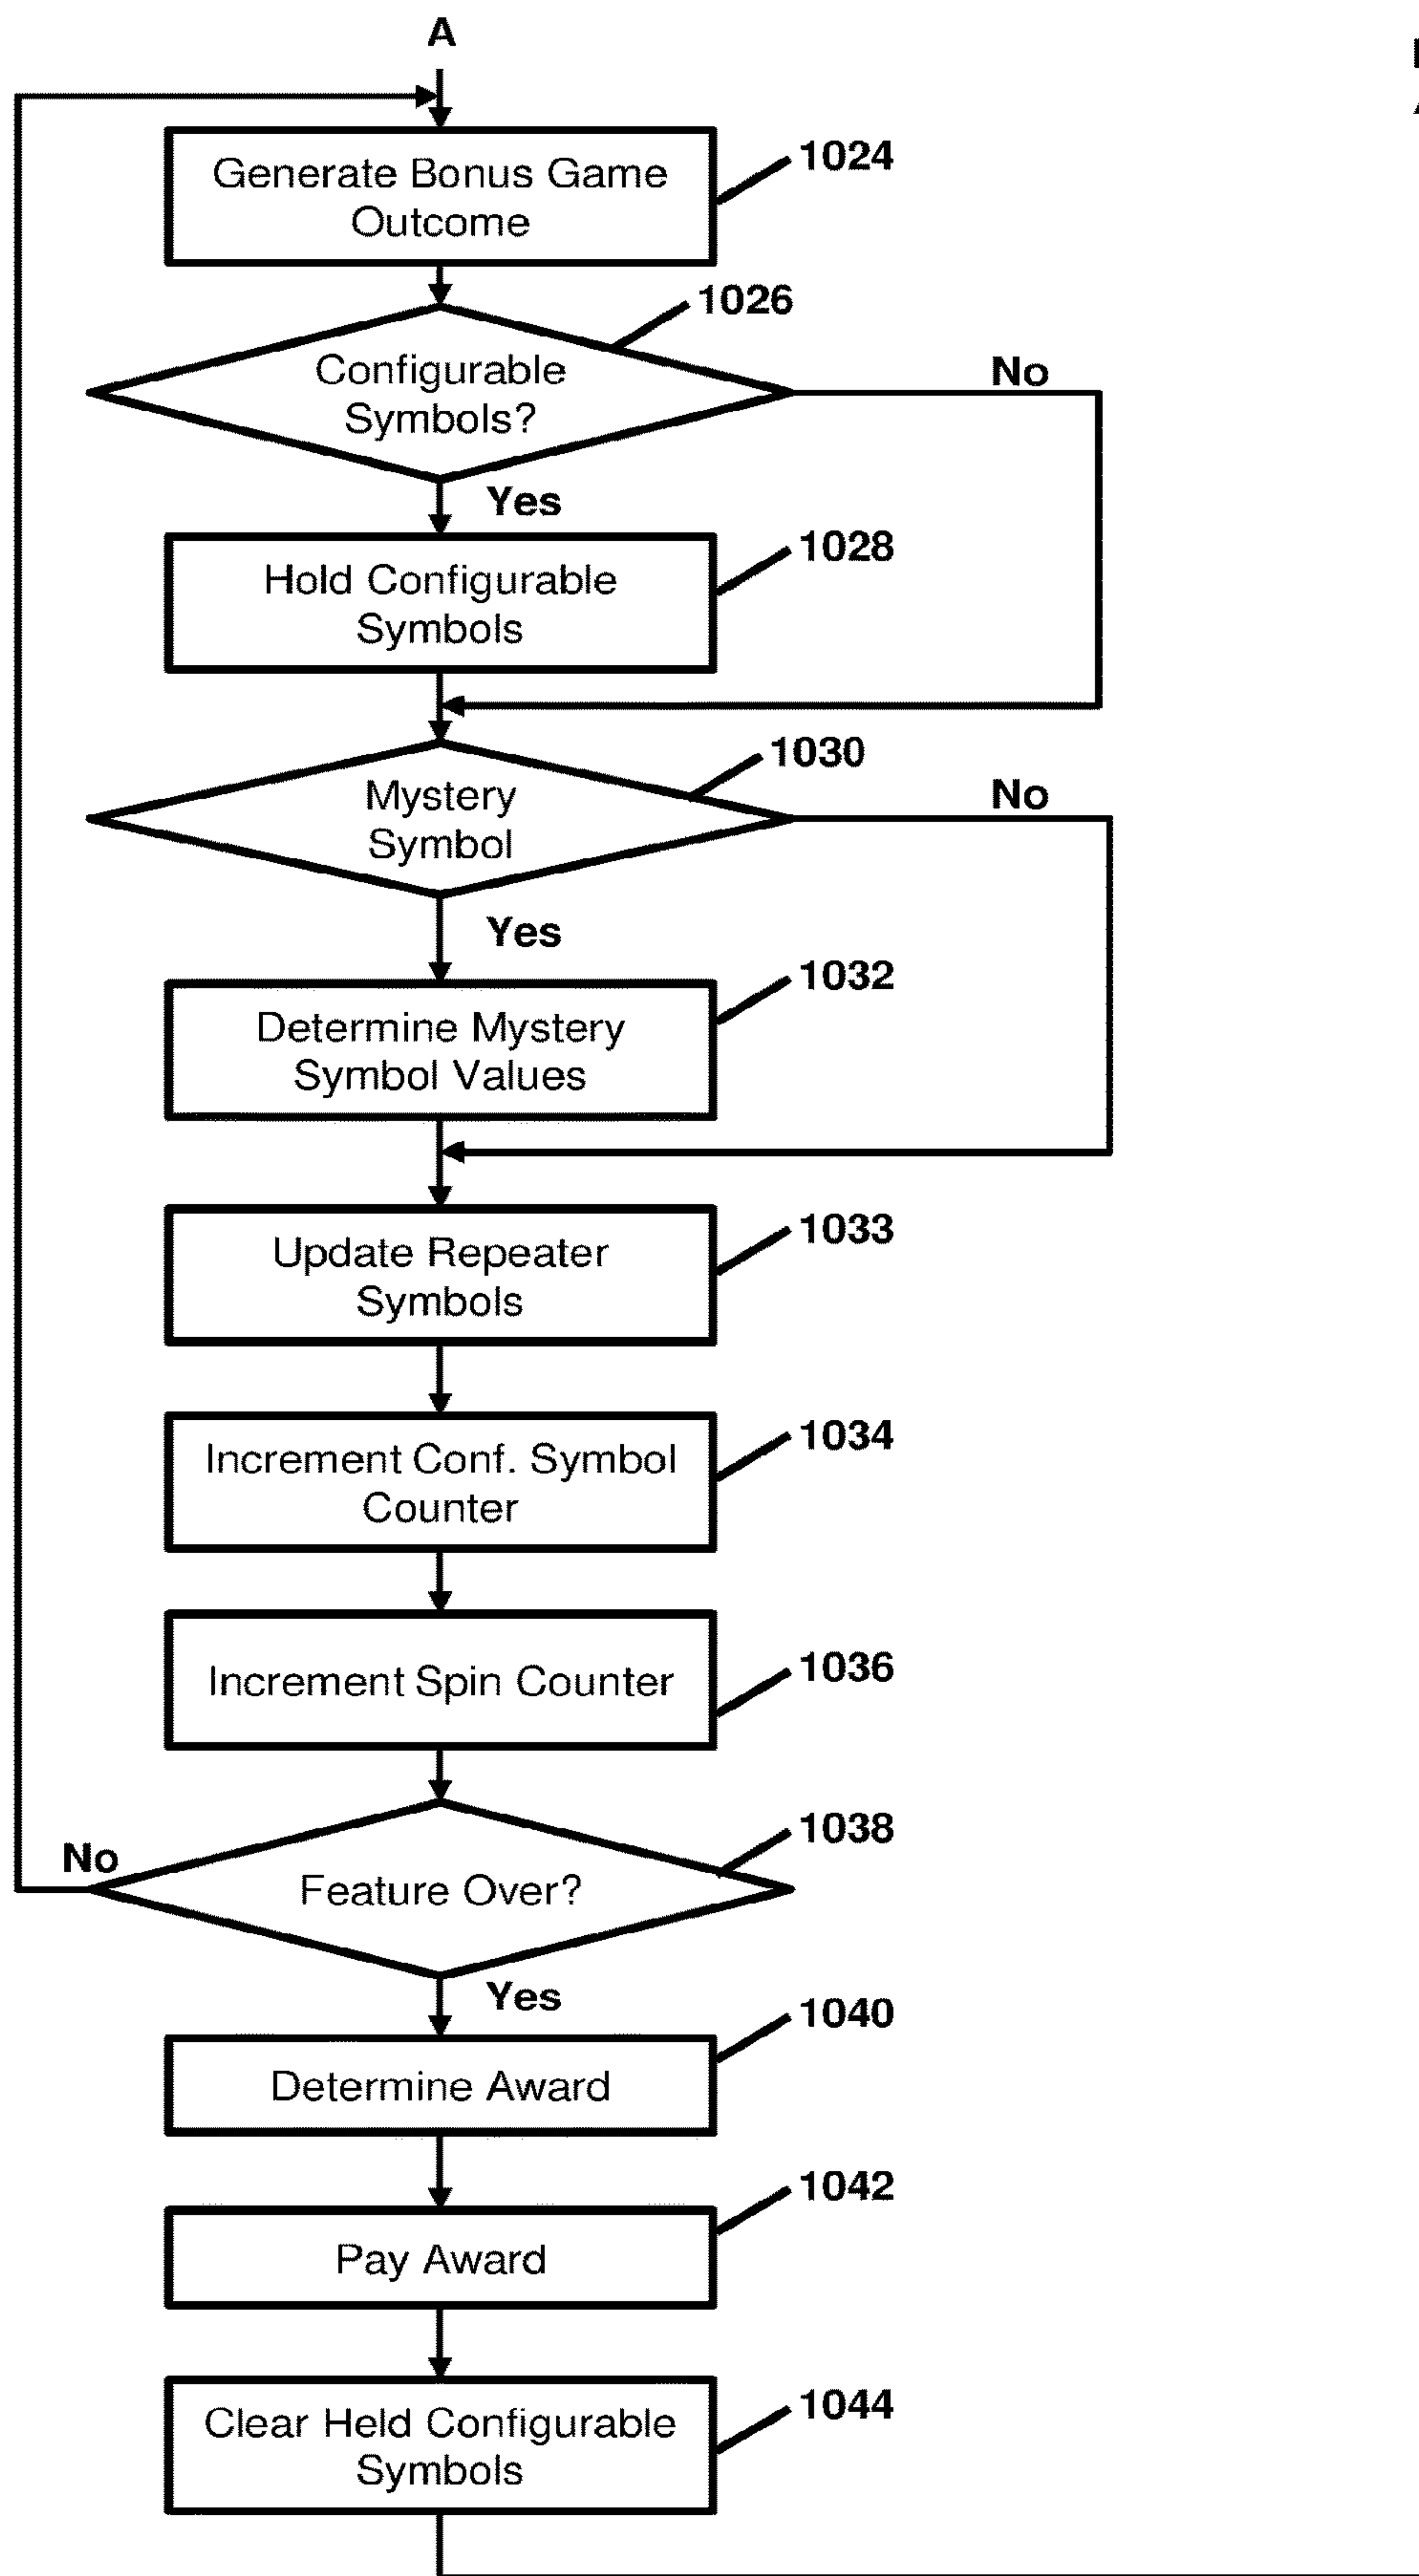 A
Generate Bonus Game
Outcome
1024
1026
Configurable
Symbols?
No
Yes
Hold Configurable
Symbols
1028
1030
Mystery
Symbol
No
Yes
Determine Mystery
Symbol Values
1032
Update Repeater
Symbols
1033
Increment Conf. Symbol
Counter
1034
Increment Spin Counter
1036
1038
No
Feature Over?
Yes
1040
Determine Award
1042
Pay Award
Clear Held Configurable
Symbols
1044